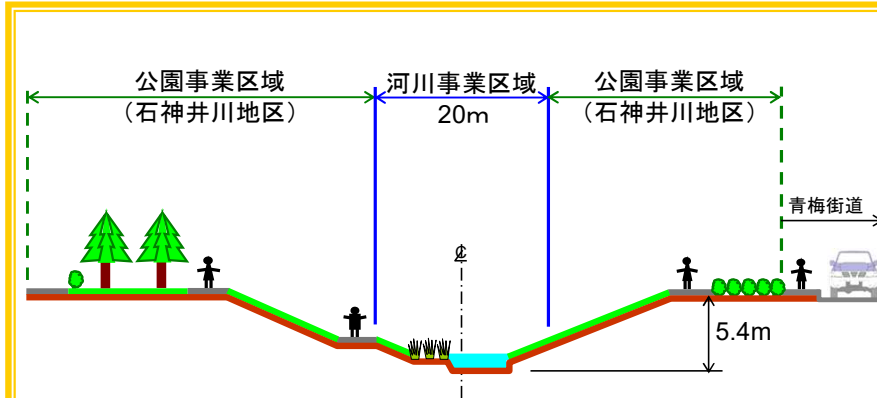 公園事業区域
(石神井川地区)
河川事業区域
20m
公園事業区域
(石神井川地区)
青梅街道
℄
5.4m